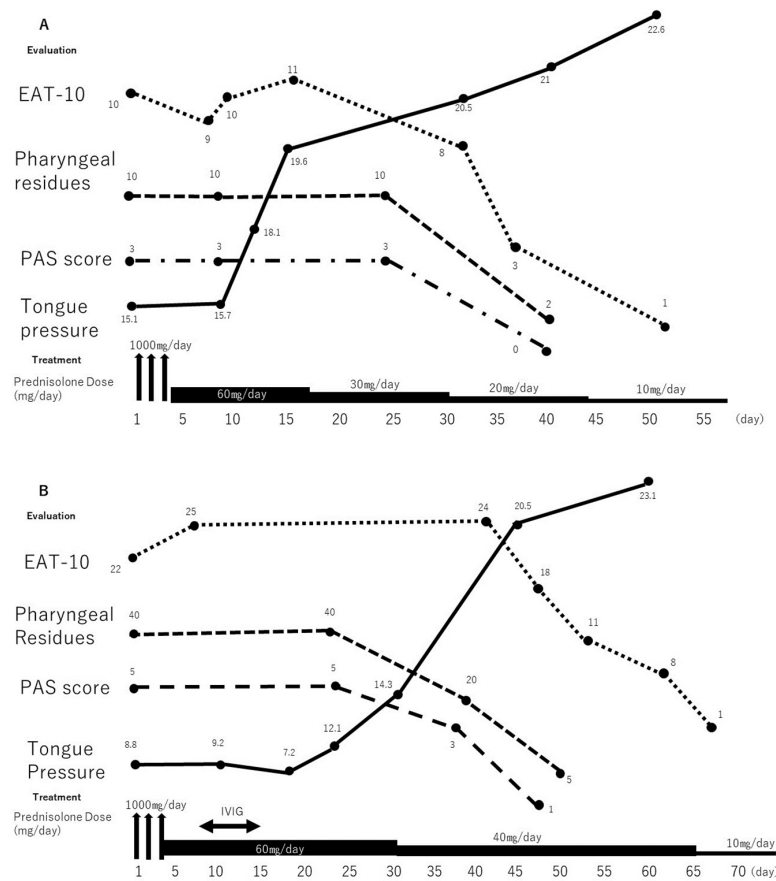 A
Evaluation
EAT-10
10
9
10
11
8
3
1
Pharyngeal
residues
10
10
10
2
PAS score
3
3
3
0
Tongue
pressure
15.1
15.7
18.1
19.6
20.5
21
22.6
Treatment
1000mg/day
Prednisolone Dose
(mg/day)
60mg/day
30mg/day
20mg/day
10mg/day
1 5 10 15 20 25 30 35 40 45 50 55 (day)
B
Evaluation
EAT-10
22
25
24
18
11
8
1
Pharyngeal
Residues
40
40
20
5
PAS score
5
5
3
1
Tongue
Pressure
8.8
9.2
7.2
12.1
14.3
20.5
23.1
Treatment
1000mg/day
IVIG
Prednisolone Dose
(mg/day)
60mg/day
40mg/day
10mg/day
1 5 10 15 20 25 30 35 40 45 50 55 60 65 70 (day)